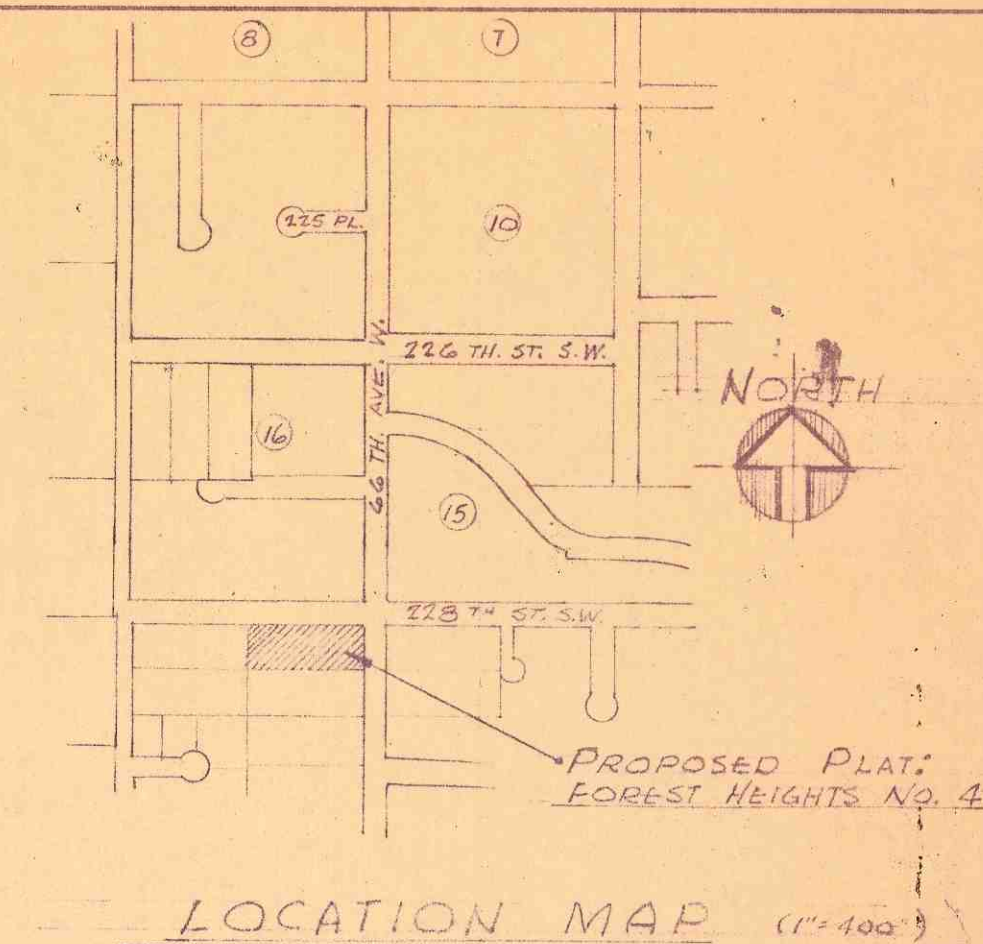 8
7
225 PL.
10
226 TH. ST. S.W.
66 TH. AVE. W.
NORTH
16
15
228 TH ST. S.W.
PROPOSED PLAT:
FOREST HEIGHTS NO. 4
LOCATION MAP (1"=400')